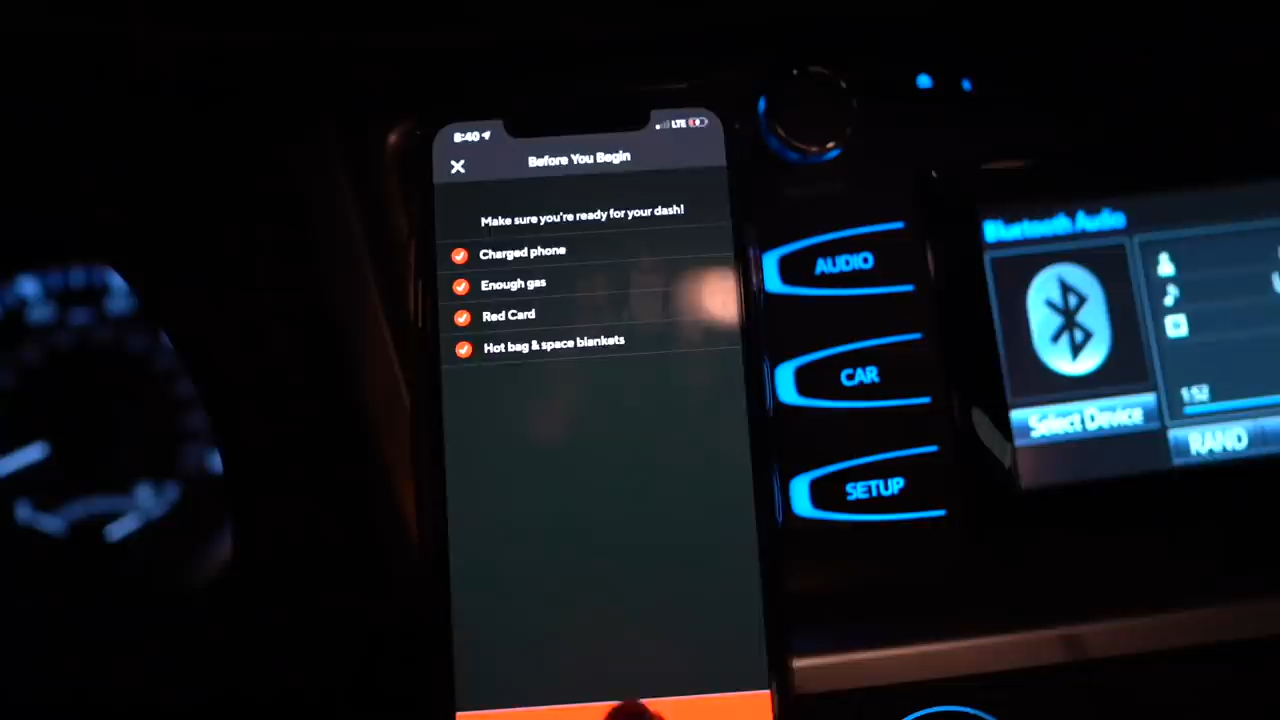 8:40
LTE
Before You Begin
Make sure you're ready for your dash!
Charged phone
Enough gas
Red Card
Hot bag & space blankets
AUDIO
CAR
SETUP
Bluetooth Audio
Select Device
1:52
RAND